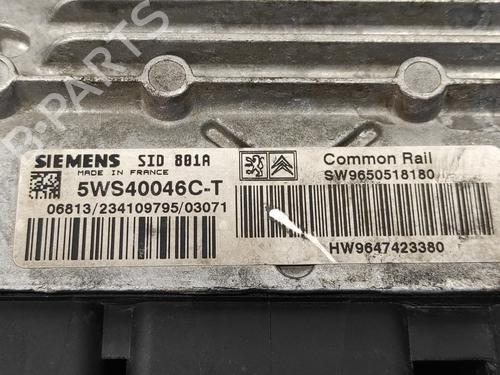 B-PARTS
SIEMENS SID 801A
MADE IN FRANCE
5WS40046C-T
06813/234109795/03071
Common Rail
SW9650518180
HW9647423380